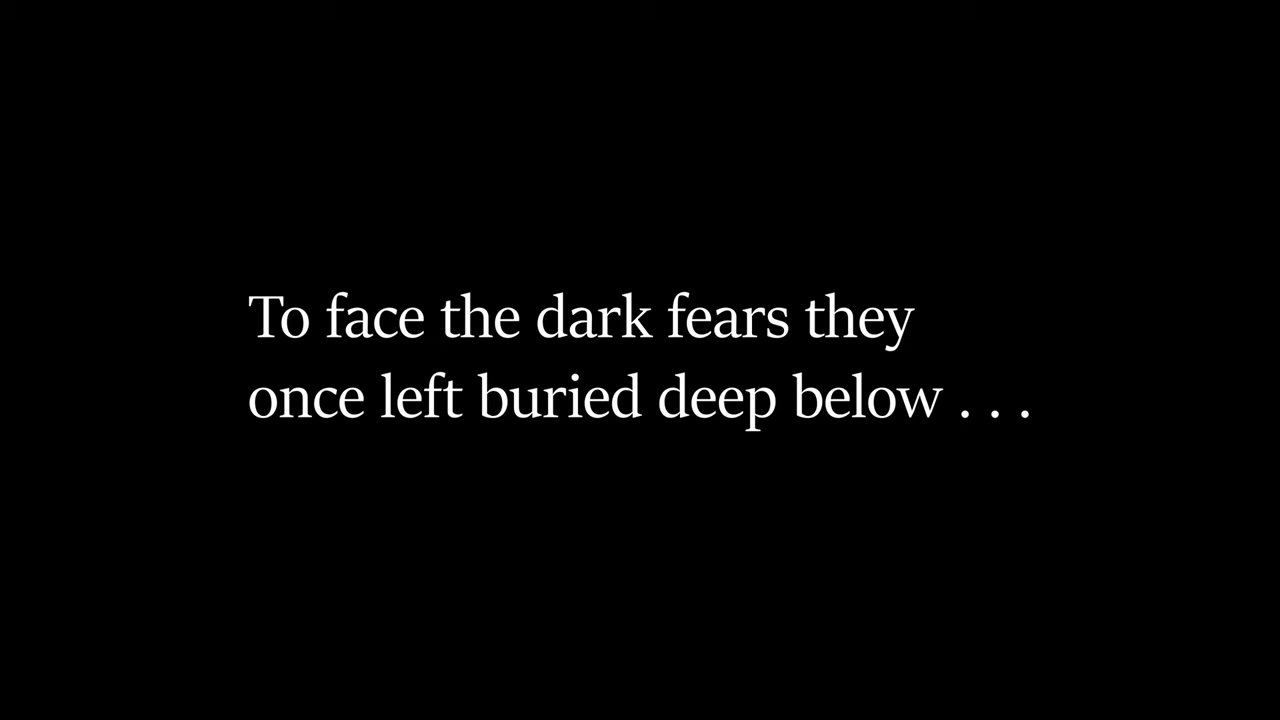 To face the dark fears they
once left buried deep below . . .